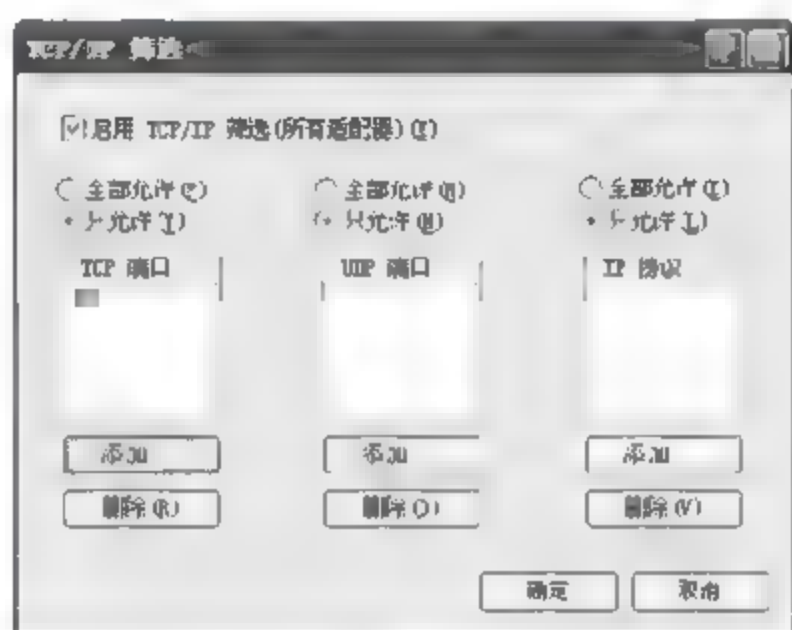 TCP/IP 筛选
启用 TCP/IP 筛选(所有适配器)(E)
全部允许(P) 全部允许(N) 全部允许(L)
只允许(T) 只允许(M) 只允许(L)
TCP 端口 UDP 端口 IP 协议
添加 添加 添加
删除(R) 删除(O) 删除(V)
确定 取消